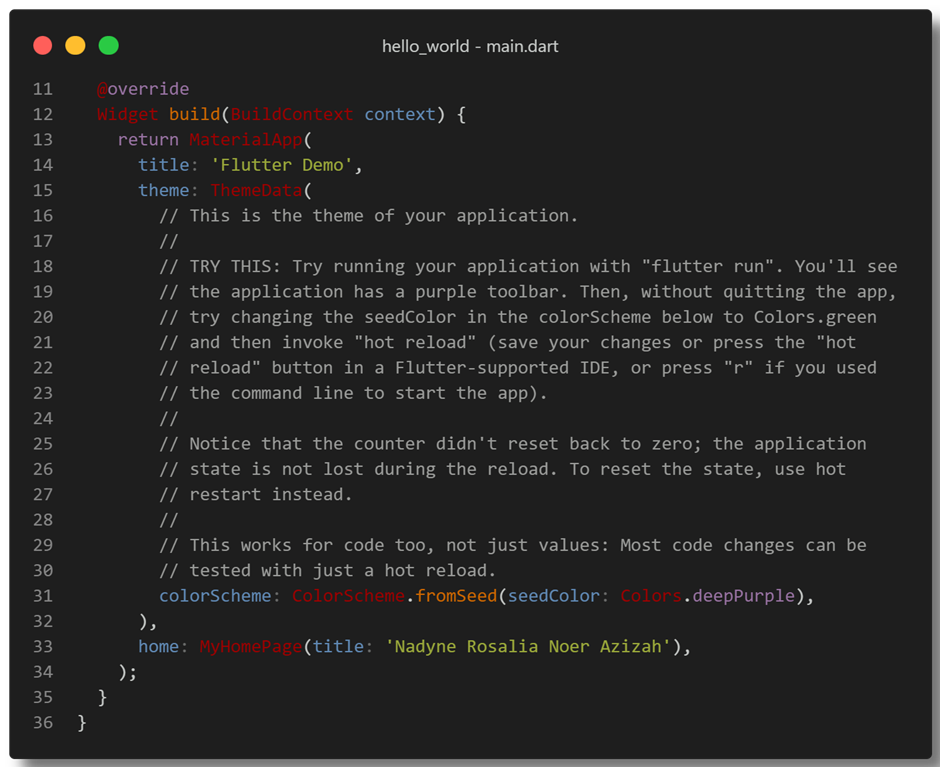 hello_world - main.dart
11 @override
12 Widget build(BuildContext context) {
13 return MaterialApp(
14 title: 'Flutter Demo',
15 theme: ThemeData(
16 // This is the theme of your application.
17 //
18 // TRY THIS: Try running your application with "flutter run". You'll see
19 // the application has a purple toolbar. Then, without quitting the app,
20 // try changing the seedColor in the colorScheme below to Colors.green
21 // and then invoke "hot reload" (save your changes or press the "hot
22 // reload" button in a Flutter-supported IDE, or press "r" if you used
23 // the command line to start the app).
24 //
25 // Notice that the counter didn't reset back to zero; the application
26 // state is not lost during the reload. To reset the state, use hot
27 // restart instead.
28 //
29 // This works for code too, not just values: Most code changes can be
30 // tested with just a hot reload.
31 colorScheme: ColorScheme.fromSeed(seedColor: Colors.deepPurple),
32 ),
33 home: MyHomePage(title: 'Nadyne Rosalia Noer Azizah'),
34 );
35 }
36 }